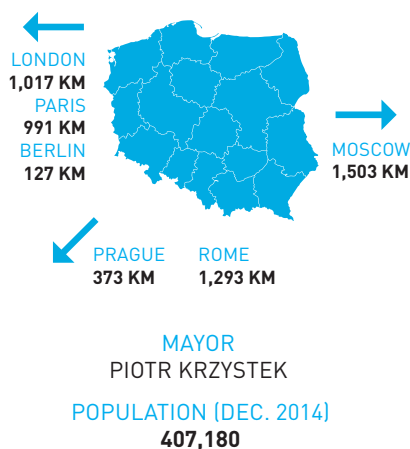 LONDON
1,017 KM
PARIS
991 KM
BERLIN
127 KM
MOSCOW
1,503 KM
PRAGUE
373 KM
ROME
1,293 KM
MAYOR
PIOTR KRZYSTEK
POPULATION (DEC. 2014)
407,180